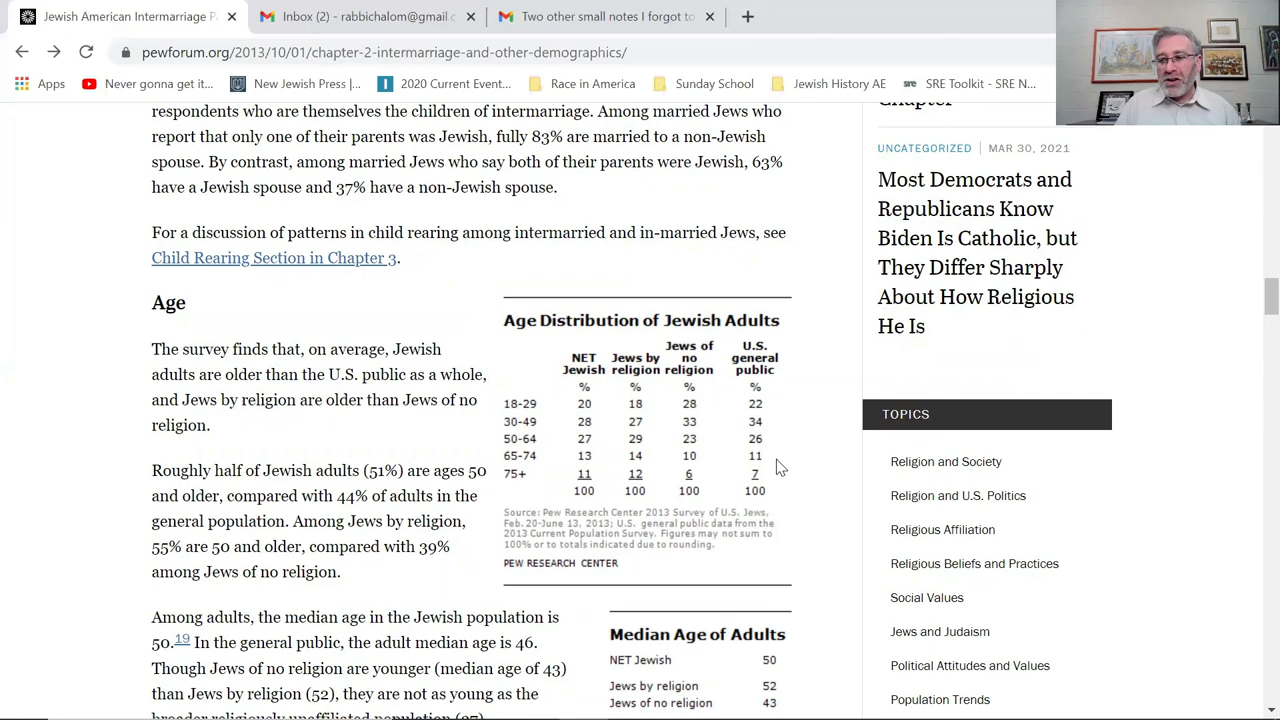 Jewish American Intermarriage P
Inbox (2) - rabbichalom@gmail.c
Two other small notes I forgot to
pewforum.org/2013/10/01/chapter-2-intermarriage-and-other-demographics/
Apps
Never gonna get it...
New Jewish Press |...
200CurrentEvent...
Race in America
Sunday School
Jewish History AE
SRE Toolkit - SRE N...
respondents who are themselves the children of intermarriage. Among married Jews who
report that only one of their parents was Jewish, fully 83% are married to a non-Jewish
spouse. By contrast, among married Jews who say both of their parents were Jewish, 63%
have a Jewish spouse and 37% have a non-Jewish spouse.
For a discussion of patterns in child rearing among intermarried and in-married Jews, see
Child Rearing Section in Chapter 3.
Age
The survey finds that, on average, Jewish
adults are older than the U.S. public as a whole,
and Jews by religion are older than Jews of no
religion.
Roughly half of Jewish adults (51%) are ages 50
and older, compared with 44% of adults in the
general population. Among Jews by religion,
55% are 50 and older, compared with 39%
among Jews of no religion.
Among adults, the median age in the Jewish population is
50.19 In the general public, the adult median age is 46.
Though Jews of no religion are younger (median age of 43)
than Jews by religion (52), they are not as young as the
broader religiously unaffiliated population (37)
Age Distribution of Jewish Adults
NET Jewish
Jews by religion
Jews of no religion
U.S. general public
% % % %
18-29 20 18 28 22
30-49 28 27 33 34
50-64 27 29 23 26
65-74 13 14 10 11
75+ 11 12 6 7
100 100 100 100
Source: Pew Research Center 2013 Survey of U.S. Jews,
Feb. 20-June 13, 2013; U.S. general public data from the
2013 Current Population Survey. Figures may not sum to
100% or to totals indicated due to rounding.
PEW RESEARCH CENTER
Median Age of Adults
NET Jewish 50
Jews by religion 52
Jews of no religion 43
Chapter
UNCATEGORIZED | MAR 30, 2021
Most Democrats and
Republicans Know
Biden Is Catholic, but
They Differ Sharply
About How Religious
He Is
TOPICS
Religion and Society
Religion and U.S. Politics
Religious Affiliation
Religious Beliefs and Practices
Social Values
Jews and Judaism
Political Attitudes and Values
Population Trends